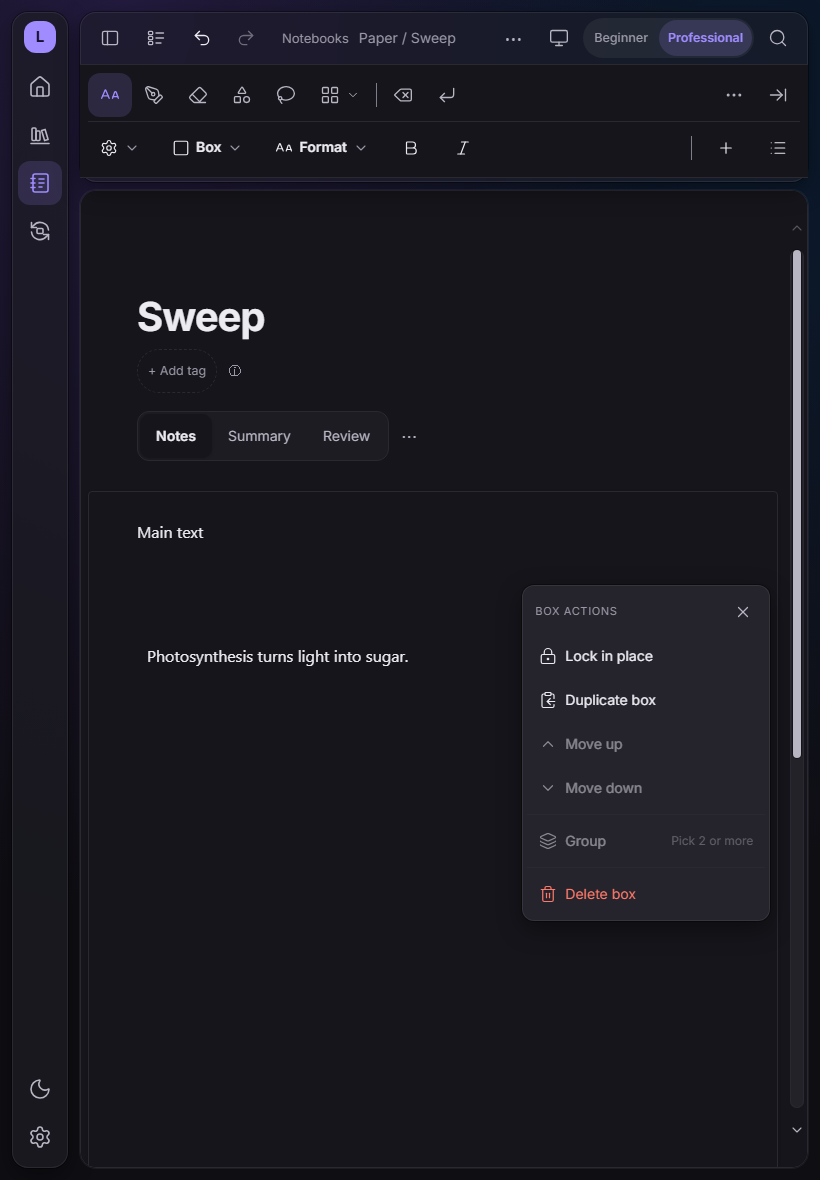 L
Notebooks Paper / Sweep
Beginner Professional
Box
Format
B I
Sweep
+ Add tag
Notes Summary Review
Main text
Photosynthesis turns light into sugar.
BOX ACTIONS
Lock in place
Duplicate box
Move up
Move down
Group Pick 2 or more
Delete box